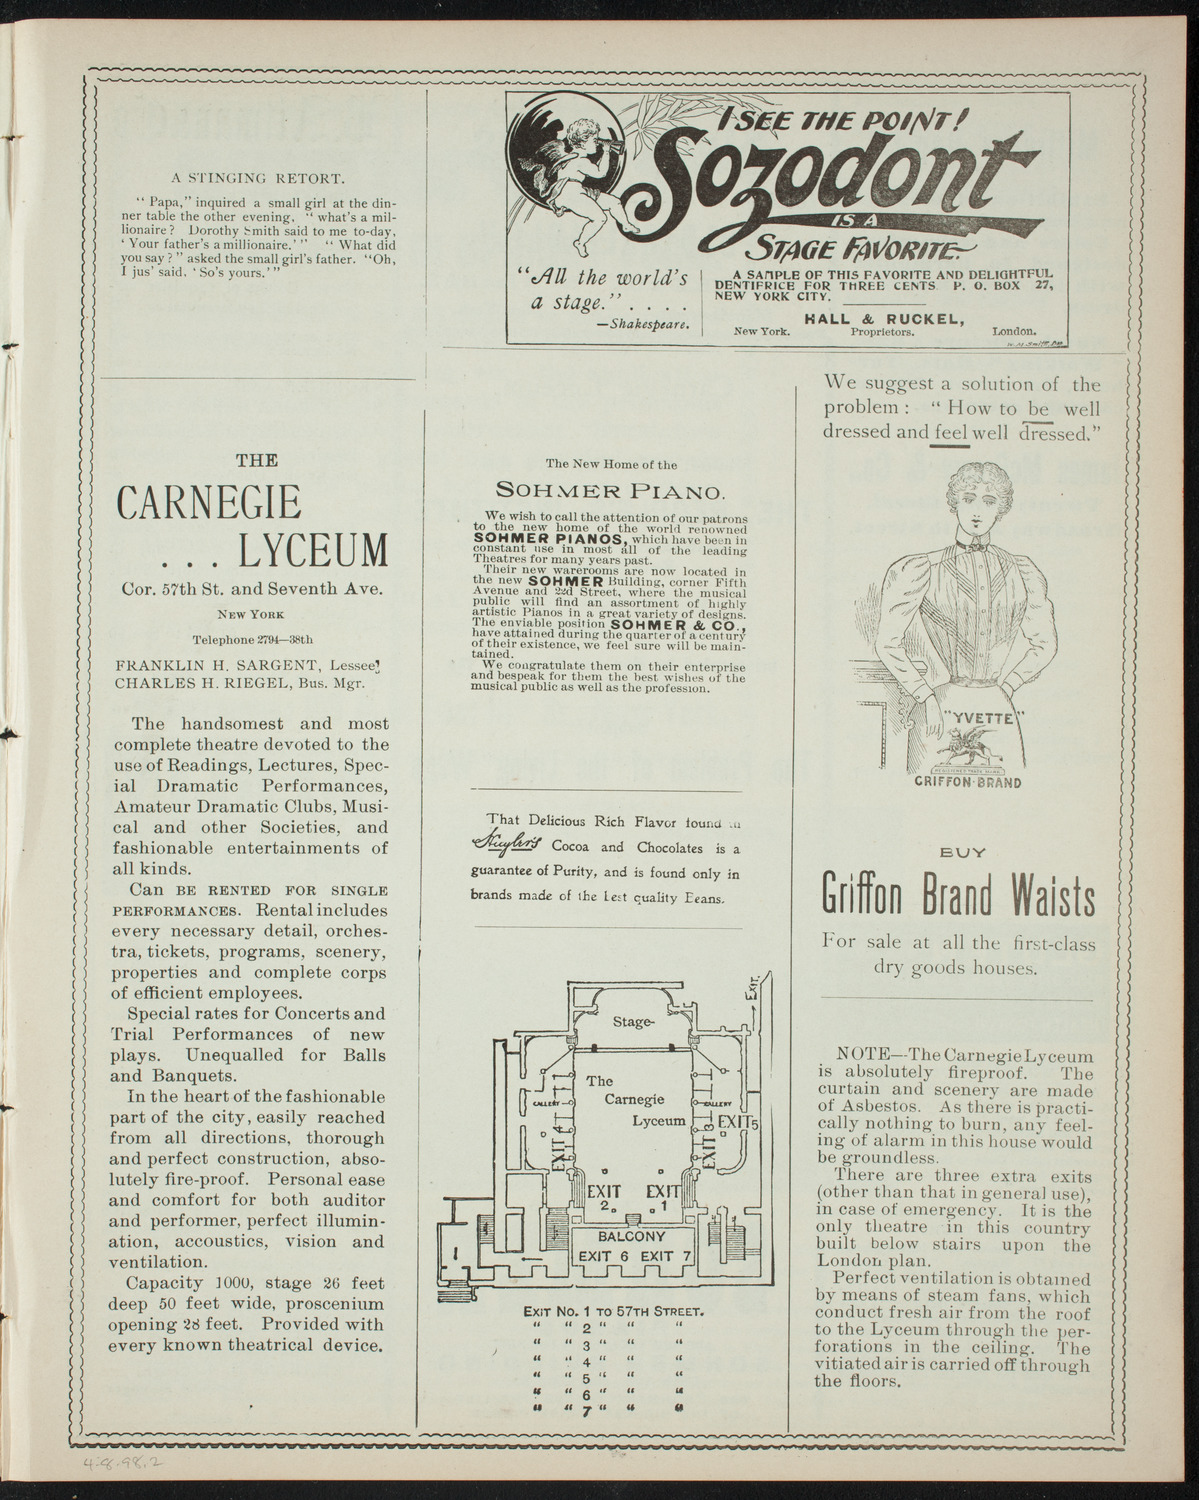 A STINGING RETORT.
“ Papa,” inquired a small girl at the din-
ner table the other evening, “ what's a mil-
lionaire ? Dorothy Smith said to me to-day,
‘ Your father's a millionaire.’ ” “ What did
you say ? ” asked the small girl's father. “Oh,
I jus' said, ‘ So's yours.’ ”
I SEE THE POINT!
Sozodont
IS A
STAGE FAVORITE.
“All the world's
a stage.” . . . .
—Shakespeare.
A SAMPLE OF THIS FAVORITE AND DELIGHTFUL
DENTIFRICE FOR THREE CENTS. P. O. BOX 27,
NEW YORK CITY.
HALL & RUCKEL,
New York. Proprietors. London.
THE
CARNEGIE
. . . LYCEUM
Cor. 57th St. and Seventh Ave.
NEW YORK
Telephone 2794—38th
FRANKLIN H. SARGENT, Lessee
CHARLES H. RIEGEL, Bus. Mgr.
The handsomest and most
complete theatre devoted to the
use of Readings, Lectures, Spec-
ial Dramatic Performances,
Amateur Dramatic Clubs, Musi-
cal and other Societies, and
fashionable entertainments of
all kinds.
Can BE RENTED FOR SINGLE
PERFORMANCES. Rental includes
every necessary detail, orches-
tra, tickets, programs, scenery,
properties and complete corps
of efficient employees.
Special rates for Concerts and
Trial Performances of new
plays. Unequalled for Balls
and Banquets.
In the heart of the fashionable
part of the city, easily reached
from all directions, thorough
and perfect construction, abso-
lutely fire-proof. Personal ease
and comfort for both auditor
and performer, perfect illumin-
ation, accoustics, vision and
ventilation.
Capacity 1000, stage 26 feet
deep 50 feet wide, proscenium
opening 28 feet. Provided with
every known theatrical device.
The New Home of the
SOHMER PIANO.
We wish to call the attention of our patrons
to the new home of the world renowned
SOHMER PIANOS, which have been in
constant use in most all of the leading
Theatres for many years past.
Their new warerooms are now located in
the new SOHMER Building, corner Fifth
Avenue and 22d Street, where the musical
public will find an assortment of highly
artistic Pianos in a great variety of designs.
The enviable position SOHMER & CO.,
have attained during the quarter of a century
of their existence, we feel sure will be main-
tained.
We congratulate them on their enterprise
and bespeak for them the best wishes of the
musical public as well as the profession.
That Delicious Rich Flavor found in
Huyler's Cocoa and Chocolates is a
guarantee of Purity, and is found only in
brands made of the best quality Beans.
EXIT.
Stage
The
Carnegie
Lyceum
GALLERY
GALLERY
EXIT 4
EXIT 3
EXIT 5
EXIT 2
EXIT 1
BALCONY
EXIT 6 EXIT 7
EXIT NO. 1 TO 57TH STREET.
“ “ 2 “ “ “
“ “ 3 “ “ “
“ “ 4 “ “ “
“ “ 5 “ “ “
“ “ 6 “ “ “
“ “ 7 “ “ “
We suggest a solution of the
problem : “ How to be well
dressed and feel well dressed.”
"YVETTE"
GRIFFON BRAND
BUY
Griffon Brand Waists
For sale at all the first-class
dry goods houses.
NOTE—The Carnegie Lyceum
is absolutely fireproof. The
curtain and scenery are made
of Asbestos. As there is practi-
cally nothing to burn, any feel-
ing of alarm in this house would
be groundless.
There are three extra exits
(other than that in general use),
in case of emergency. It is the
only theatre in this country
built below stairs upon the
London plan.
Perfect ventilation is obtained
by means of steam fans, which
conduct fresh air from the roof
to the Lyceum through the per-
forations in the ceiling. The
vitiated air is carried off through
the floors.
4.8.98.2